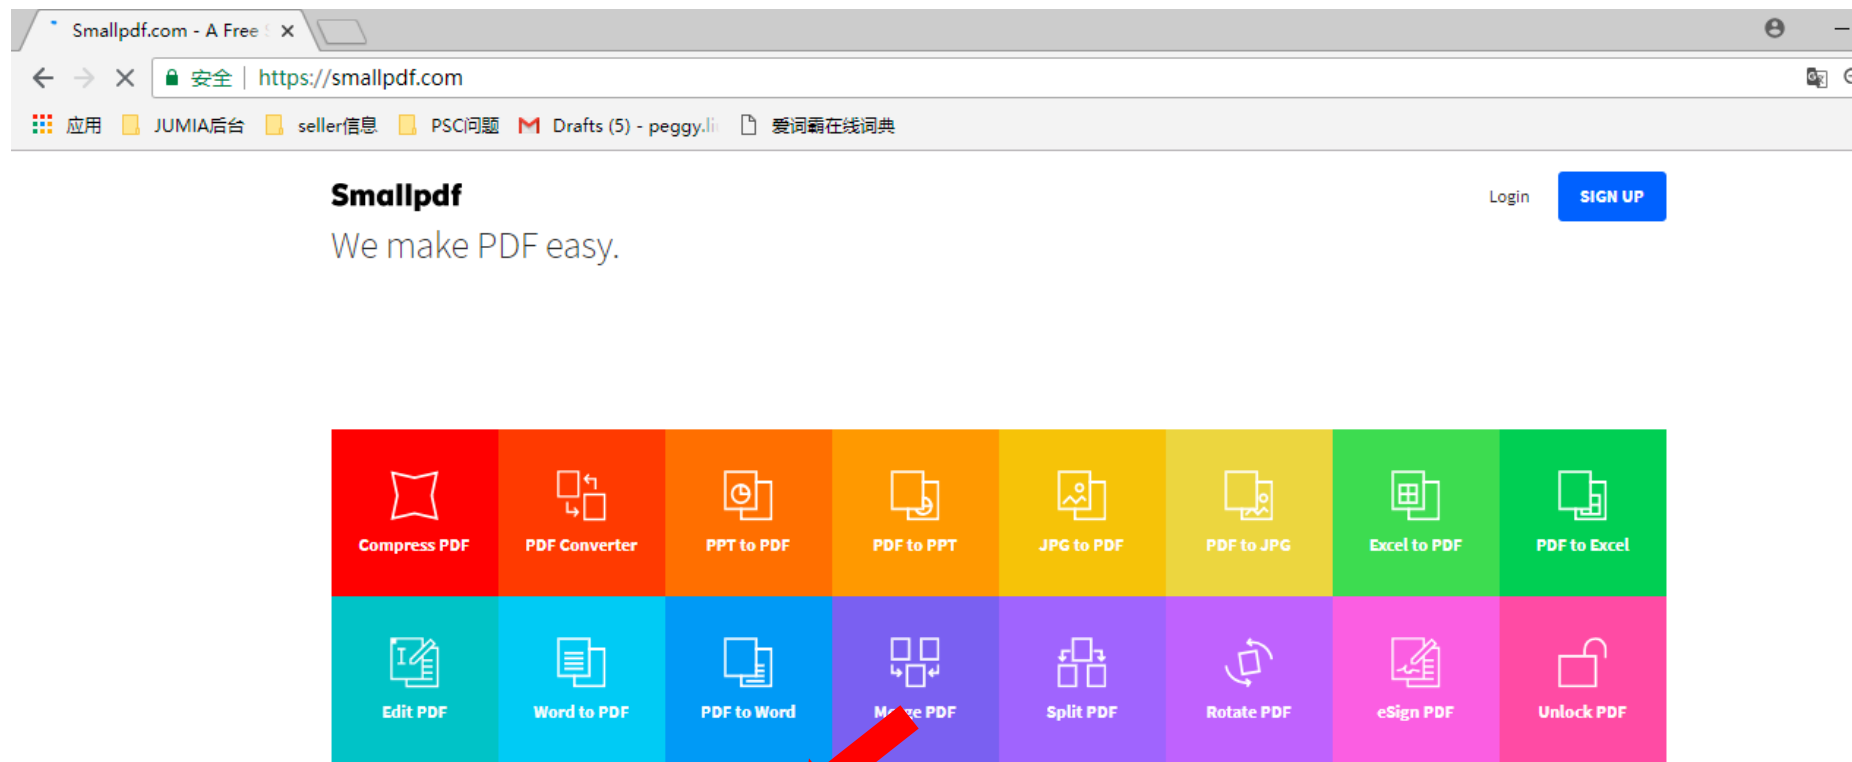 Smallpdf.com - A Free
安全 | https://smallpdf.com
应用 JUMIA后台 seller信息 PSC问题 Drafts (5) - peggy.li 爱词霸在线词典
Smallpdf
Login SIGN UP
We make PDF easy.
Compress PDF PDF Converter PPT to PDF PDF to PPT JPG to PDF PDF to JPG Excel to PDF PDF to Excel
Edit PDF Word to PDF PDF to Word Merge PDF Split PDF Rotate PDF eSign PDF Unlock PDF